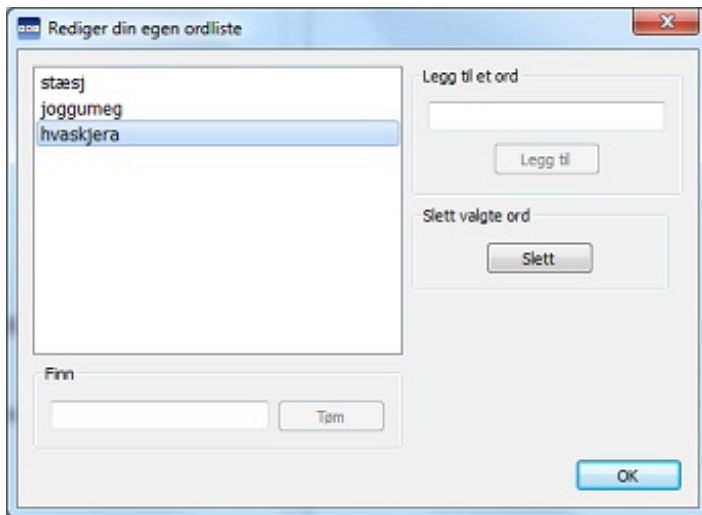 Rediger din egen ordliste
stæsj
joggumeg
hvaskjera
Legg til et ord
Legg til
Slett valgte ord
Slett
Finn
Tøm
OK